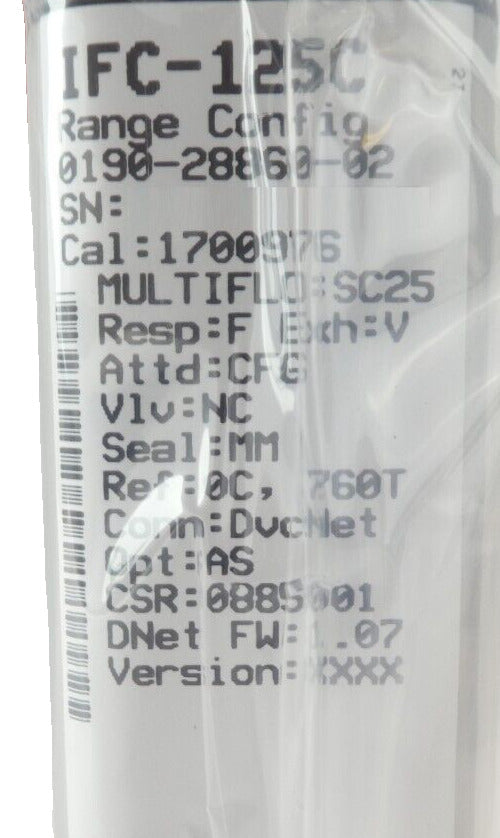 IFC-125C
Range Config
0190-28860-02
SN:
Cal:1700976
MULTIFLO:SC25
Resp:F Exh:V
Attd:CFG
Vlv:NC
Seal:MM
Ref:0C, 760T
Conn:DvcNet
Opt:AS
CSR:088S001
DNet FW:1.07
Version:XXXX